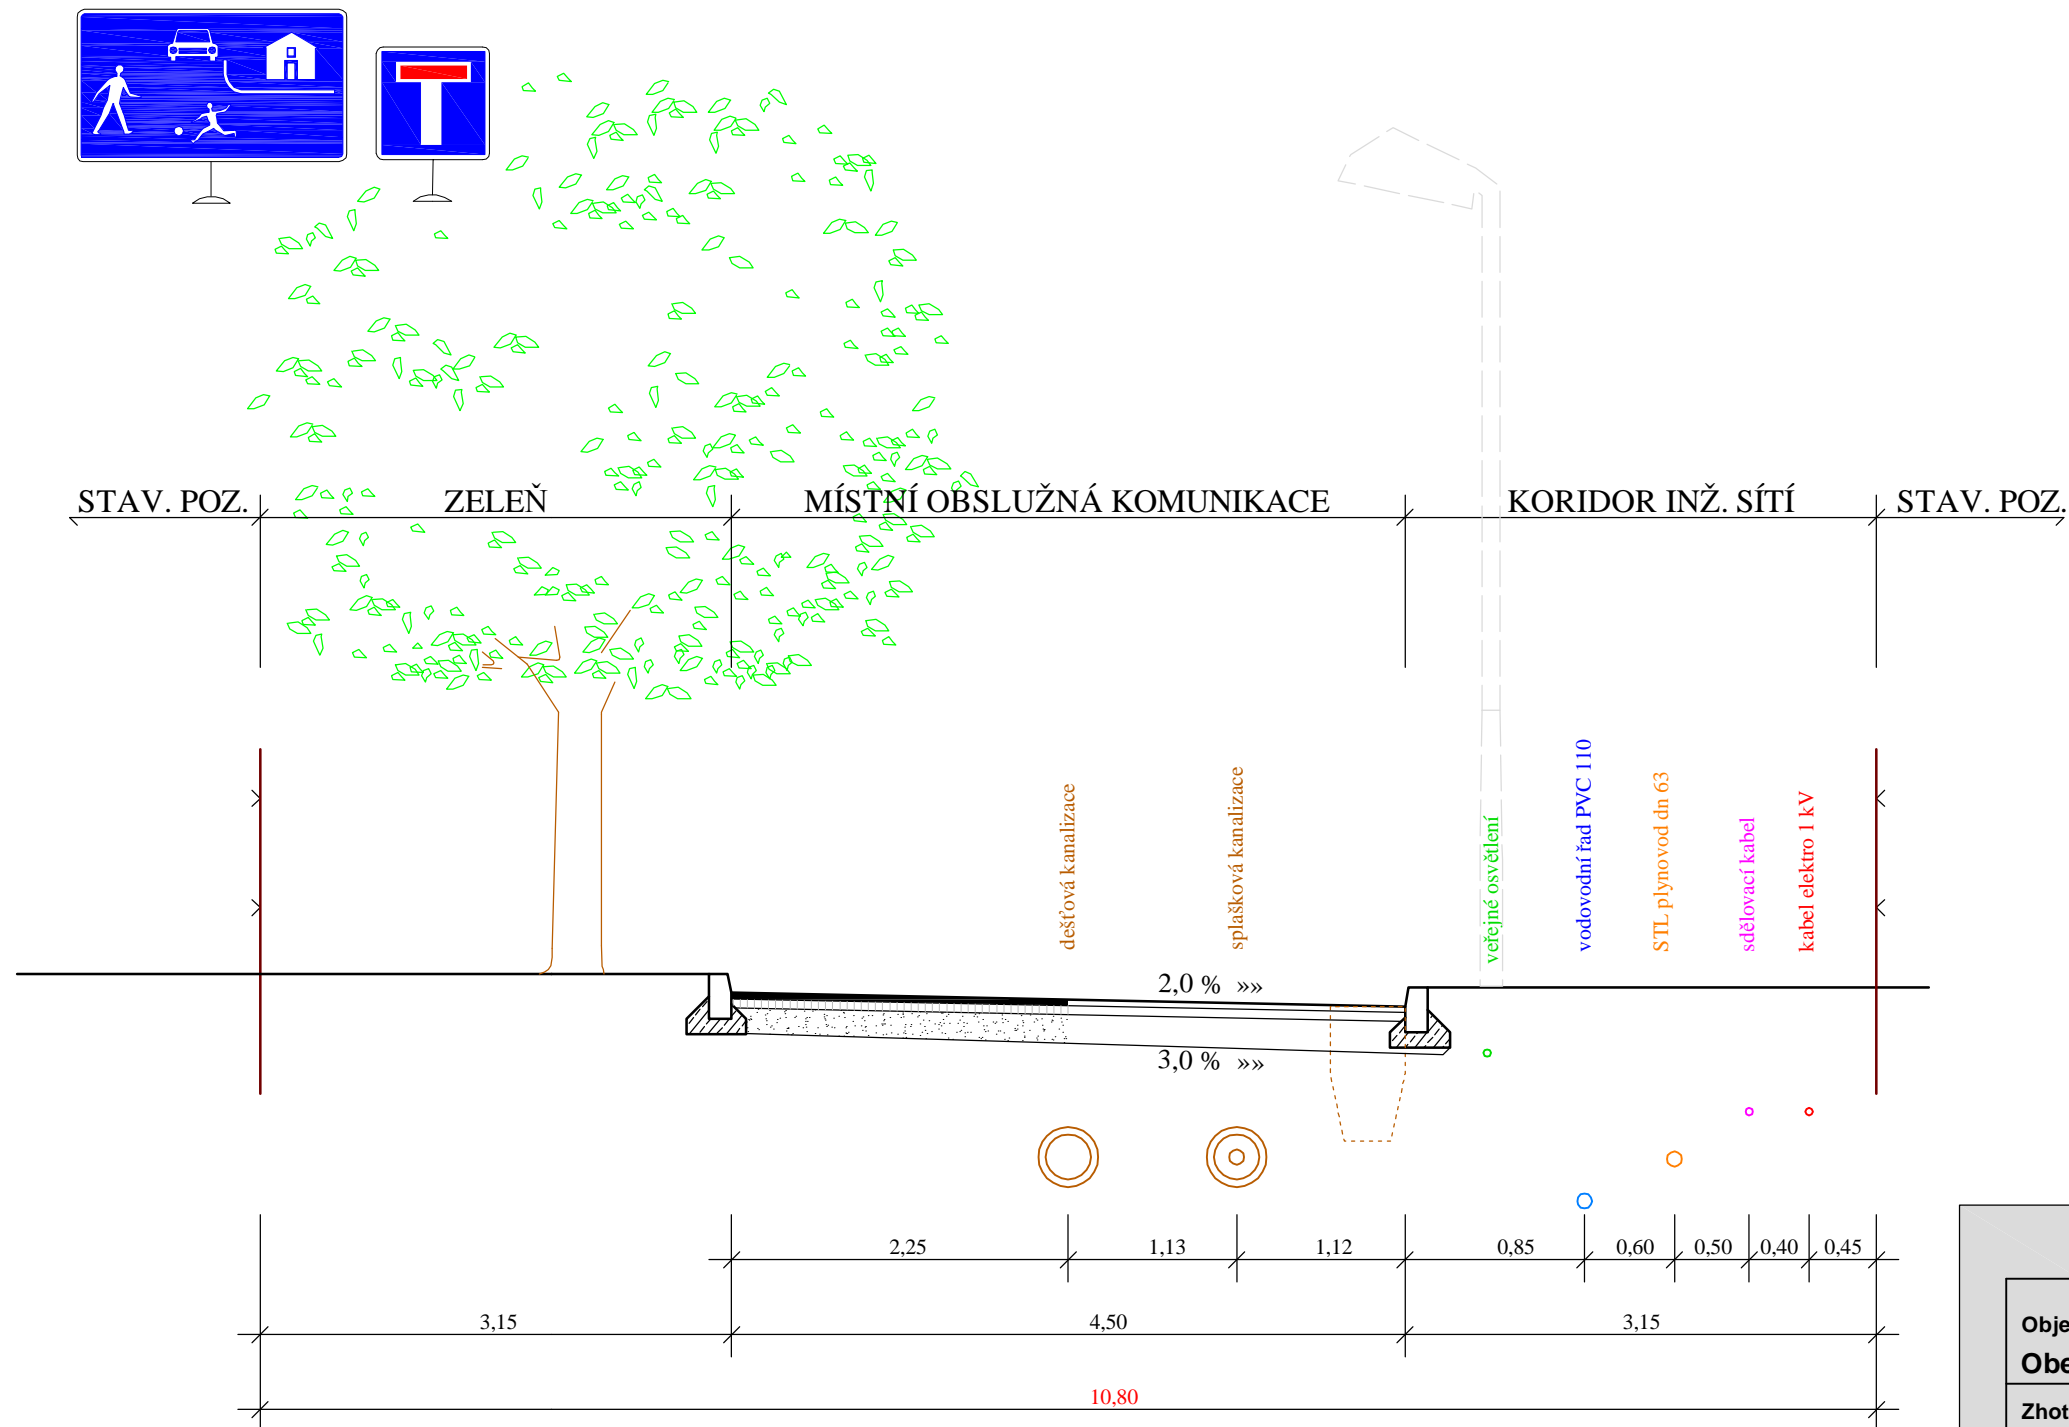 STAV. POZ.
ZELEŇ
MÍSTNÍ OBSLUŽNÁ KOMUNIKACE
KORIDOR INŽ. SÍTÍ
STAV. POZ.
dešťová kanalizace
splašková kanalizace
veřejné osvětlení
vodovodní řad PVC 110
STL plynovod dn 63
sdělovací kabel
kabel elektro 1 kV
2,0 % »»
3,0 % »»
2,25
1,13
1,12
0,85
0,60
0,50
0,40
0,45
3,15
4,50
3,15
10,80
Obje
Obe
Zhot